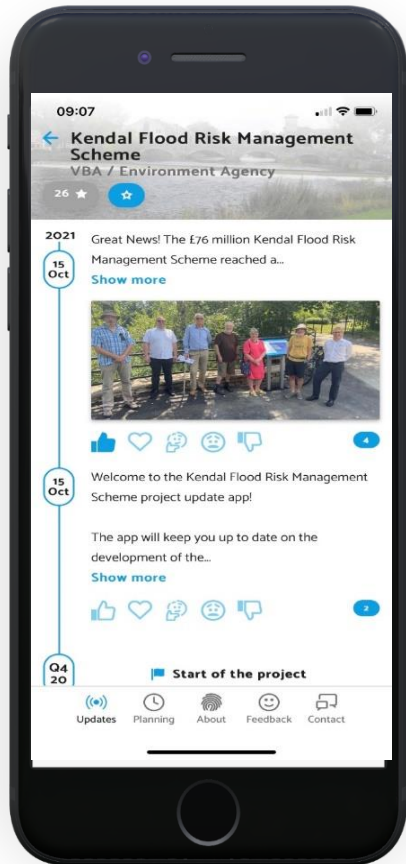 09:07
Kendal Flood Risk Management
Scheme
VBA / Environment Agency
26
2021
15
Oct
Great News! The £76 million Kendal Flood Risk
Management Scheme reached a...
Show more
4
15
Oct
Welcome to the Kendal Flood Risk Management
Scheme project update app!
The app will keep you up to date on the
development of the...
Show more
2
Q4
20
Start of the project
Updates Planning About Feedback Contact